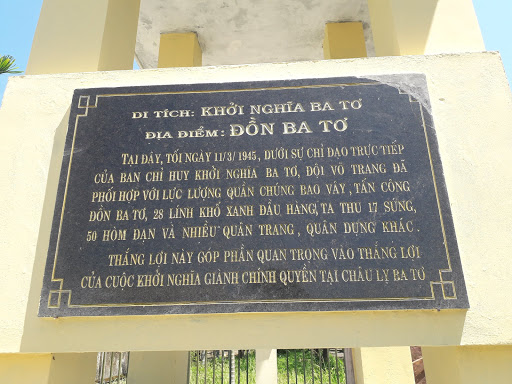 DI TÍCH: KHỞI NGHĨA BA TƠ
ĐỊA ĐIỂM: ĐỒN BA TƠ
TẠI ĐÂY, TỐI NGÀY 11/3/1945, DƯỚI SỰ CHỈ ĐẠO TRỰC TIẾP
CỦA BAN CHỈ HUY KHỞI NGHĨA BA TƠ, ĐỘI VÕ TRANG ĐÃ
PHỐI HỢP VỚI LỰC LƯỢNG QUẦN CHÚNG BAO VÂY, TẤN CÔNG
ĐỒN BA TƠ, 28 LÍNH KHỐ XANH ĐẦU HÀNG, TA THU 17 SÚNG,
50 HÒM ĐẠN VÀ NHIỀU QUÂN TRANG, QUÂN DỤNG KHÁC.
THẮNG LỢI NÀY GÓP PHẦN QUAN TRỌNG VÀO THẮNG LỢI
CỦA CUỘC KHỞI NGHĨA GIÀNH CHÍNH QUYỀN TẠI CHÂU LỴ BA TƠ